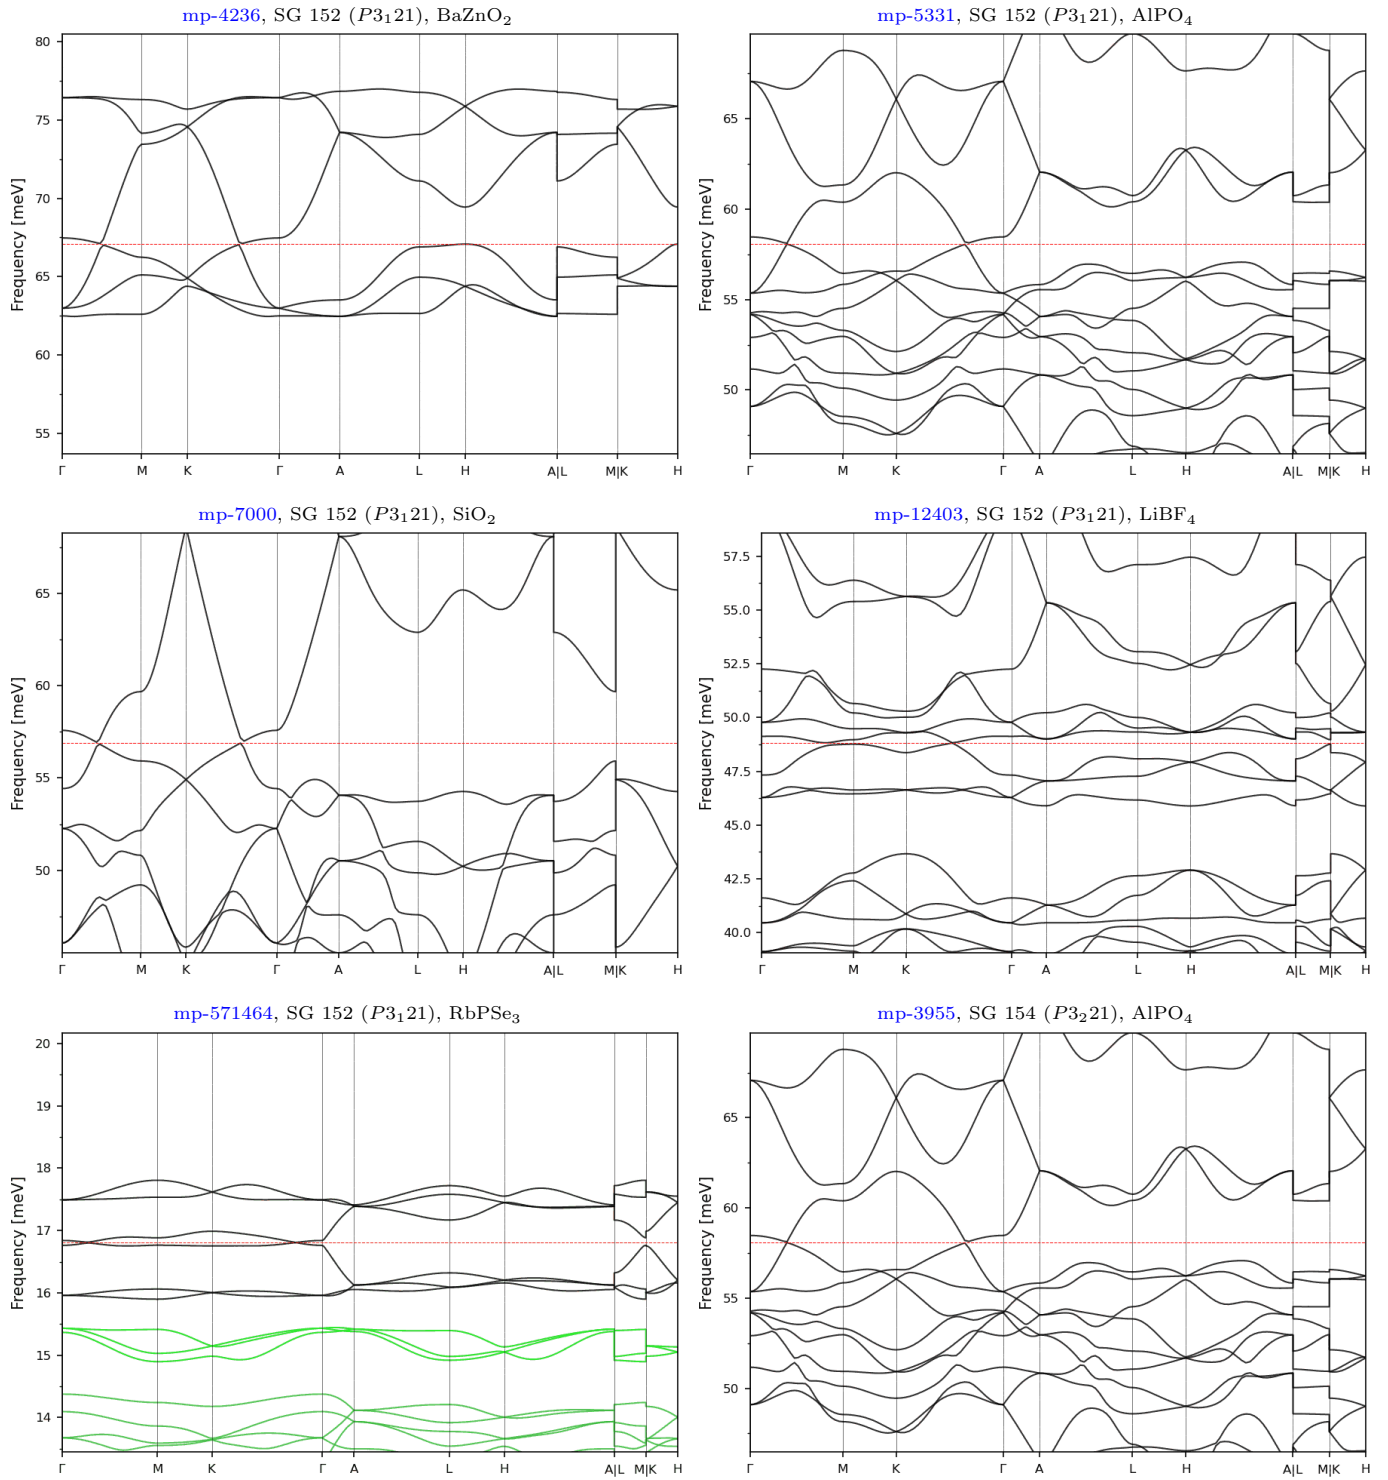 mp-4236, SG 152 (P3₁21), BaZnO₂
80
75
70
65
60
55
Frequency [meV]
Γ M K Γ A L H A|L M|K H
mp-5331, SG 152 (P3₁21), AlPO₄
65
60
55
50
Frequency [meV]
Γ M K Γ A L H A|L M|K H
mp-7000, SG 152 (P3₁21), SiO₂
65
60
55
50
Frequency [meV]
Γ M K Γ A L H A|L M|K H
mp-12403, SG 152 (P3₁21), LiBF₄
57.5
55.0
52.5
50.0
47.5
45.0
42.5
40.0
Frequency [meV]
Γ M K Γ A L H A|L M|K H
mp-571464, SG 152 (P3₁21), RbPSe₃
20
19
18
17
16
15
14
Frequency [meV]
Γ M K Γ A L H A|L M|K H
mp-3955, SG 154 (P3₂21), AlPO₄
65
60
55
50
Frequency [meV]
Γ M K Γ A L H A|L M|K H